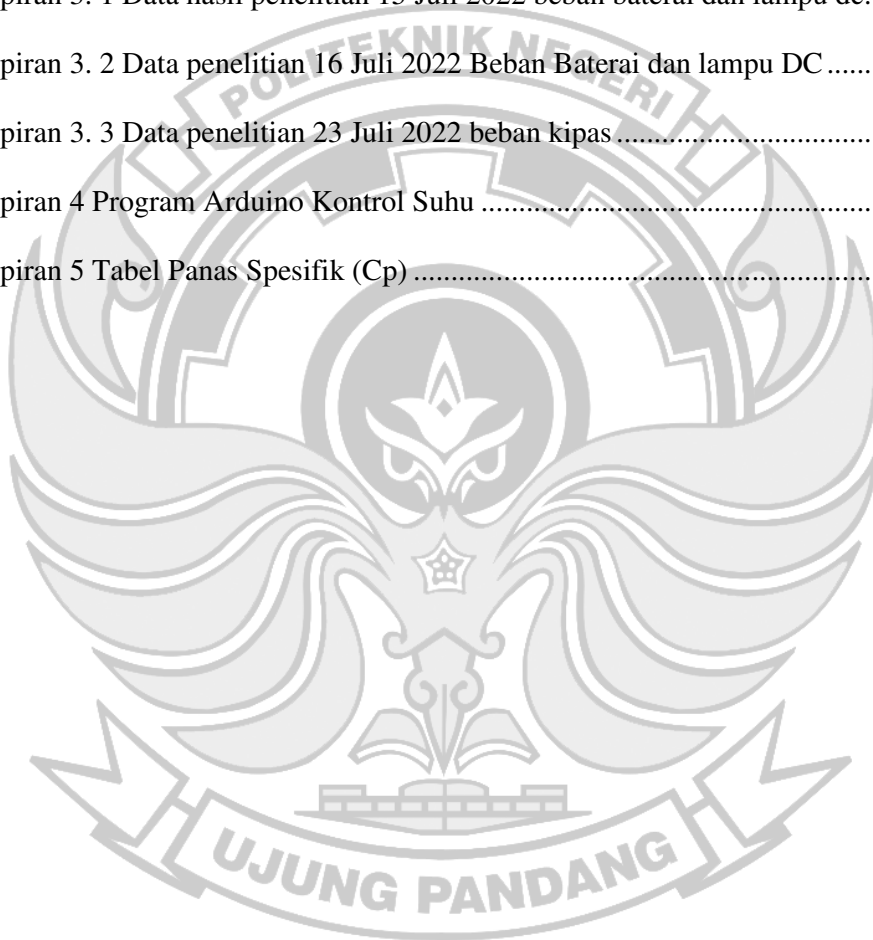 piran 3. 1 Data hasil penelitian 15 Juli 2022 beban baterai dan lampu dc.
piran 3. 2 Data penelitian 16 Juli 2022 Beban Baterai dan lampu DC ......
piran 3. 3 Data penelitian 23 Juli 2022 beban kipas ..................................
piran 4 Program Arduino Kontrol Suhu ....................................................
piran 5 Tabel Panas Spesifik (Cp) .............................................................
POLITEKNIK NEGERI
UJUNG PANDANG